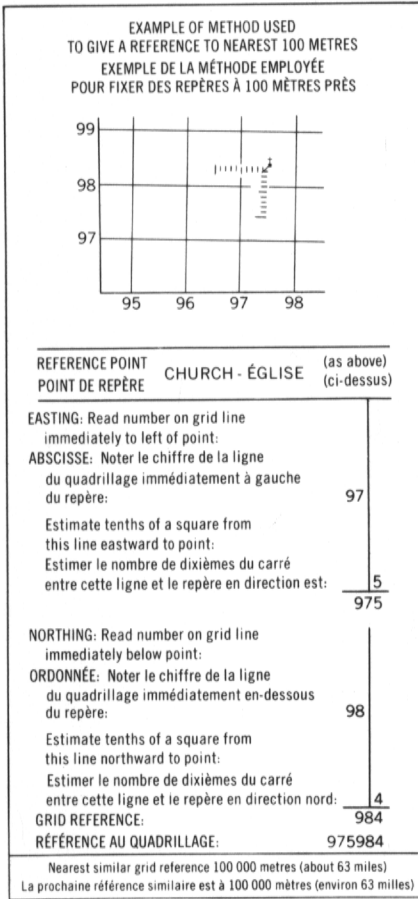 EXAMPLE OF METHOD USED
TO GIVE A REFERENCE TO NEAREST 100 METRES
EXEMPLE DE LA MÉTHODE EMPLOYÉE
POUR FIXER DES REPÈRES À 100 MÈTRES PRÈS
99
98
97
95 96 97 98
REFERENCE POINT
POINT DE REPÈRE
CHURCH - ÉGLISE
(as above)
(ci-dessus)
EASTING: Read number on grid line
immediately to left of point:
ABSCISSE: Noter le chiffre de la ligne
du quadrillage immédiatement à gauche
du repère: 97
Estimate tenths of a square from
this line eastward to point:
Estimer le nombre de dixièmes du carré
entre cette ligne et le repère en direction est: 5
975
NORTHING: Read number on grid line
immediately below point:
ORDONNÉE: Noter le chiffre de la ligne
du quadrillage immédiatement en-dessous
du repère: 98
Estimate tenths of a square from
this line northward to point:
Estimer le nombre de dixièmes du carré
entre cette ligne et le repère en direction nord: 4
GRID REFERENCE: 984
RÉFÉRENCE AU QUADRILLAGE: 975984
Nearest similar grid reference 100 000 metres (about 63 miles)
La prochaine référence similaire est à 100 000 mètres (environ 63 miles)